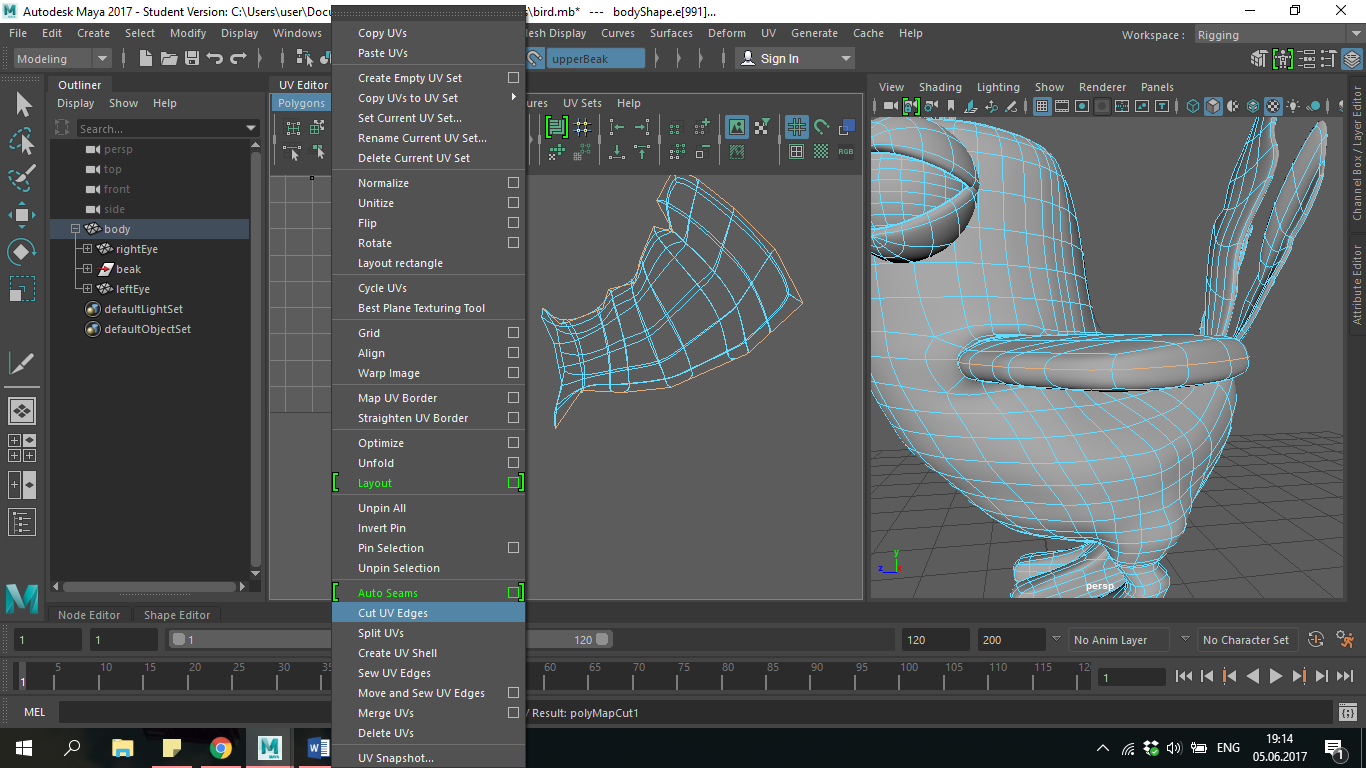 Autodesk Maya 2017 - Student Version: C:\Users\user\Docu
s\bird.mb* --- bodyShape.e[991]...
File Edit Create Select Modify Display Windows
esh Display Curves Surfaces Deform UV Generate Cache Help
Workspace : Rigging
Modeling
upperBeak
Sign In
Outliner
Display Show Help
Search...
persp
top
front
side
body
rightEye
beak
leftEye
defaultLightSet
defaultObjectSet
UV Editor
Polygons
ures UV Sets Help
RGB
Copy UVs
Paste UVs
Create Empty UV Set
Copy UVs to UV Set
Set Current UV Set...
Rename Current UV Set...
Delete Current UV Set
Normalize
Unitize
Flip
Rotate
Layout rectangle
Cycle UVs
Best Plane Texturing Tool
Grid
Align
Warp Image
Map UV Border
Straighten UV Border
Optimize
Unfold
Layout
Unpin All
Invert Pin
Pin Selection
Unpin Selection
Auto Seams
Cut UV Edges
Split UVs
Create UV Shell
Sew UV Edges
Move and Sew UV Edges
Merge UVs
Delete UVs
UV Snapshot...
View Shading Lighting Show Renderer Panels
y
z
persp
Channel Box / Layer Editor
Attribute Editor
Node Editor Shape Editor
1 1 1 120 120 200 No Anim Layer No Character Set
1 5 10 15 20 25 30 35 60 65 70 75 80 85 90 95 100 105 110 115 12 1
MEL
/ Result: polyMapCut1
ENG
19:14
05.06.2017
1